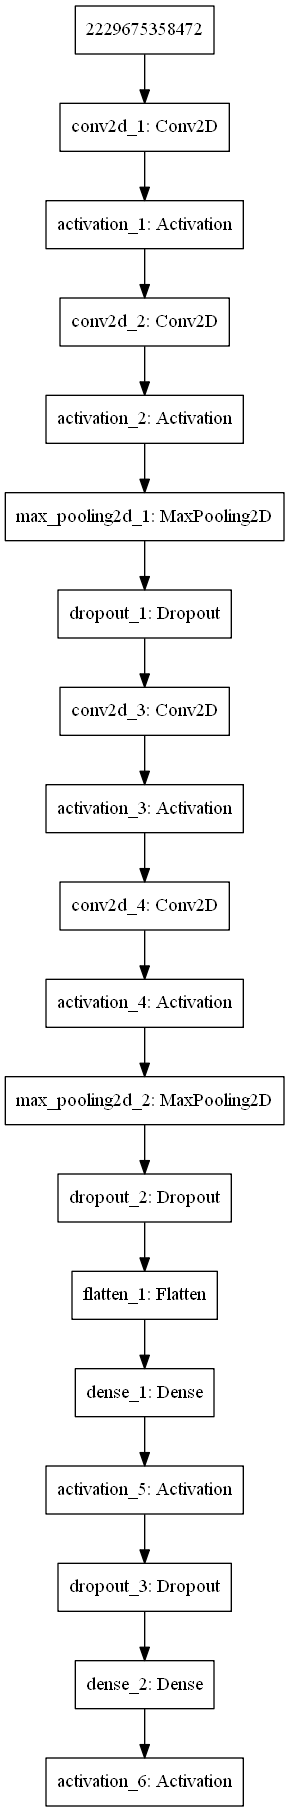 2229675358472
conv2d_1: Conv2D
activation_1: Activation
conv2d_2: Conv2D
activation_2: Activation
max_pooling2d_1: MaxPooling2D
dropout_1: Dropout
conv2d_3: Conv2D
activation_3: Activation
conv2d_4: Conv2D
activation_4: Activation
max_pooling2d_2: MaxPooling2D
dropout_2: Dropout
flatten_1: Flatten
dense_1: Dense
activation_5: Activation
dropout_3: Dropout
dense_2: Dense
activation_6: Activation